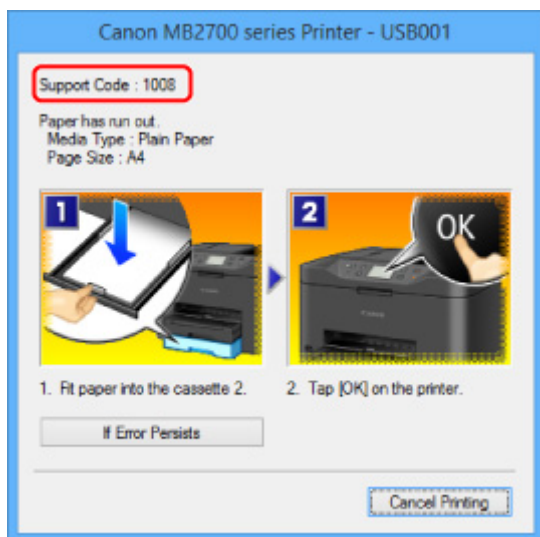 Canon MB2700 series Printer - USB001
Support Code : 1008
Paper has run out.
Media Type : Plain Paper
Page Size : A4
1
2
OK
1. Fit paper into the cassette 2.
2. Tap [OK] on the printer.
If Error Persists
Cancel Printing